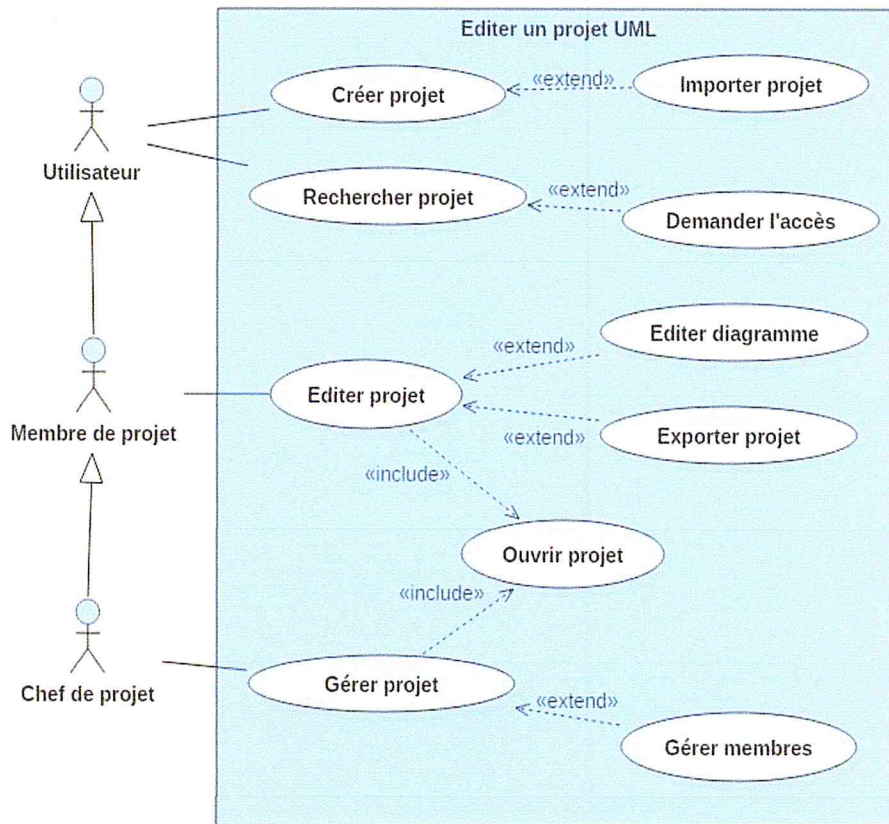 Editer un projet UML
Créer projet
«extend»
Importer projet
Utilisateur
Rechercher projet
«extend»
Demander l'accès
Editer diagramme
«extend»
Membre de projet
Editer projet
«extend»
Exporter projet
«include»
Ouvrir projet
«include»
Chef de projet
Gérer projet
«extend»
Gérer membres